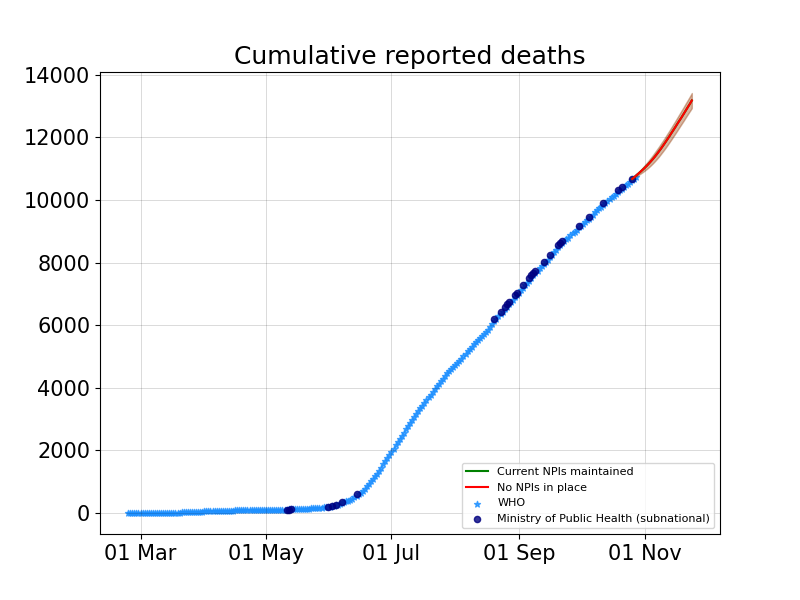 Cumulative reported deaths
14000
12000
10000
8000
6000
4000
2000
0
Current NPIs maintained
No NPIs in place
WHO
Ministry of Public Health (subnational)
01 Mar 01 May 01 Jul 01 Sep 01 Nov